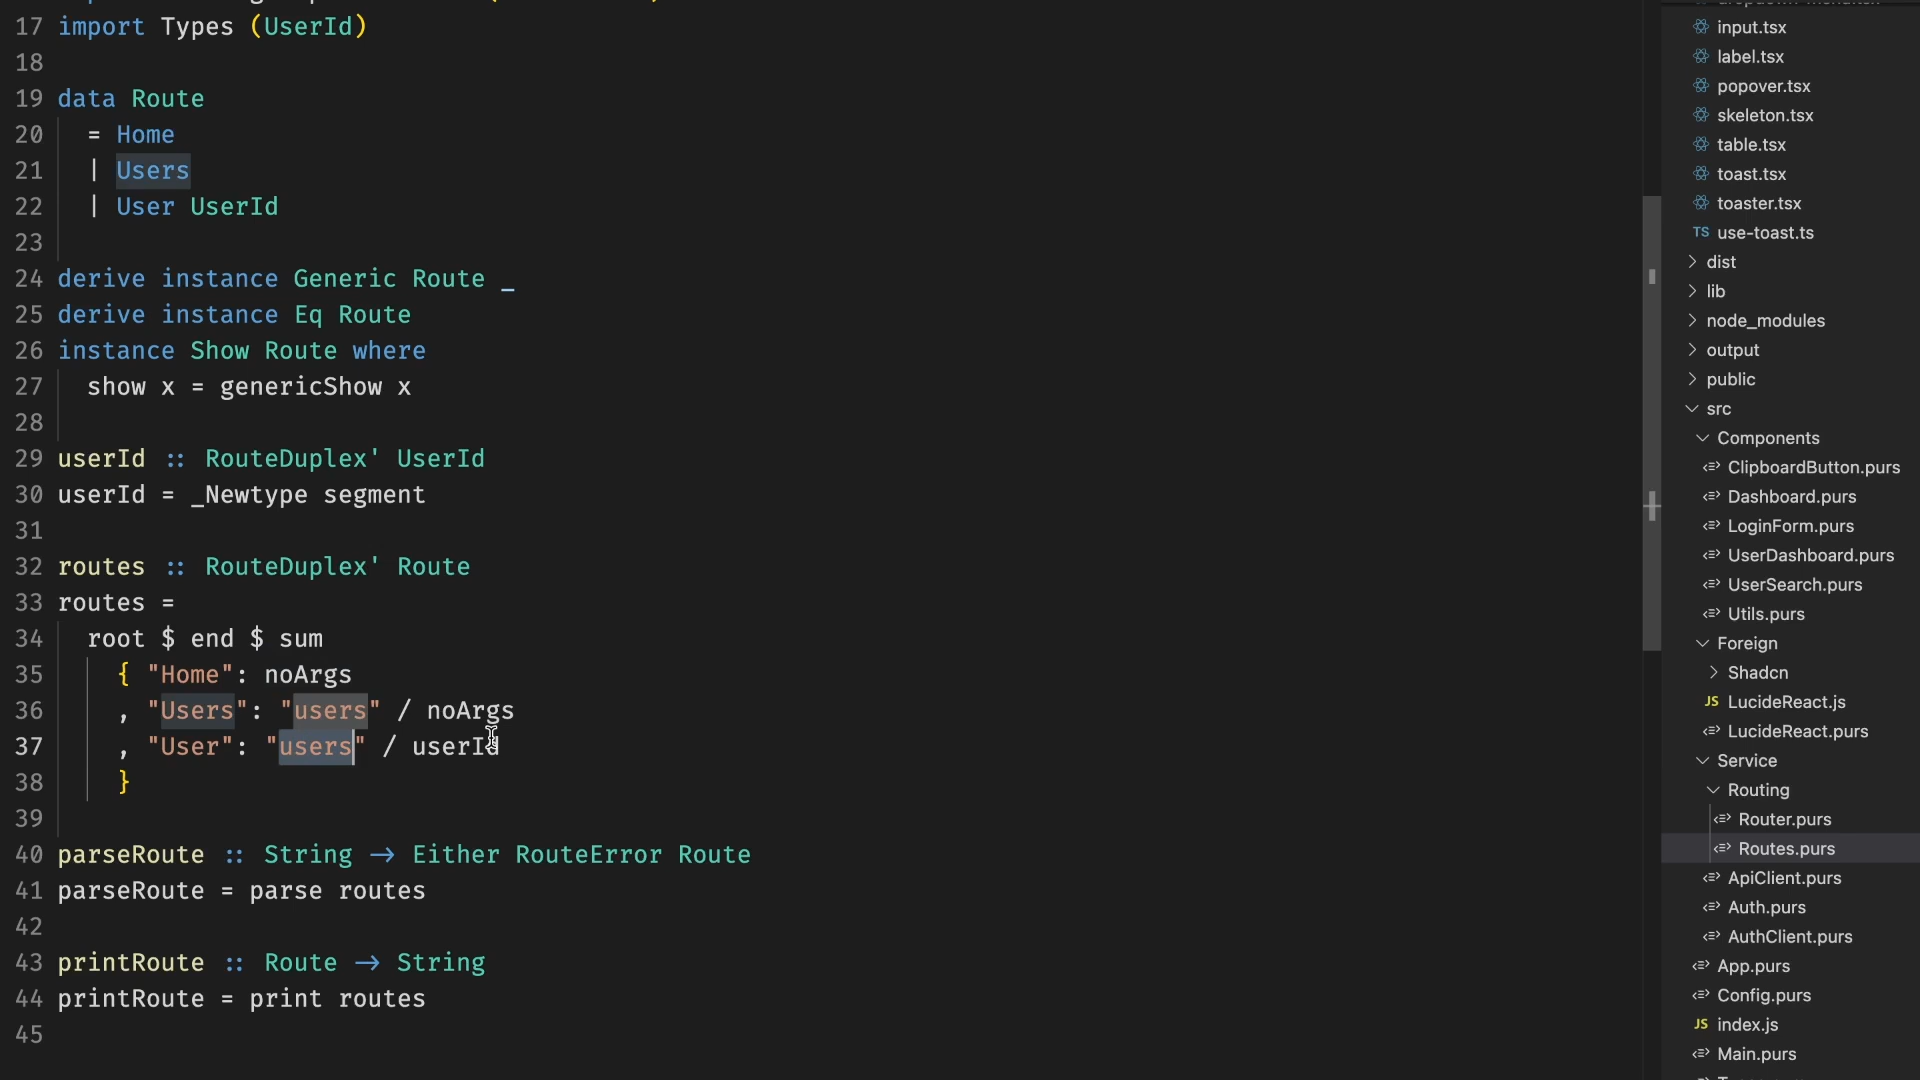 17 import Types (UserId)
18
19 data Route
20 = Home
21 | Users
22 | User UserId
23
24 derive instance Generic Route _
25 derive instance Eq Route
26 instance Show Route where
27 show x = genericShow x
28
29 userId :: RouteDuplex' UserId
30 userId = _Newtype segment
31
32 routes :: RouteDuplex' Route
33 routes =
34 root $ end $ sum
35 { "Home": noArgs
36 , "Users": "users" / noArgs
37 , "User": "users" / userId
38 }
39
40 parseRoute :: String → Either RouteError Route
41 parseRoute = parse routes
42
43 printRoute :: Route → String
44 printRoute = print routes
45
input.tsx
label.tsx
popover.tsx
skeleton.tsx
table.tsx
toast.tsx
toaster.tsx
TS use-toast.ts
dist
lib
node_modules
output
public
src
Components
ClipboardButton.purs
Dashboard.purs
LoginForm.purs
UserDashboard.purs
UserSearch.purs
Utils.purs
Foreign
Shadcn
JS LucideReact.js
LucideReact.purs
Service
Routing
Router.purs
Routes.purs
ApiClient.purs
Auth.purs
AuthClient.purs
App.purs
Config.purs
JS index.js
Main.purs